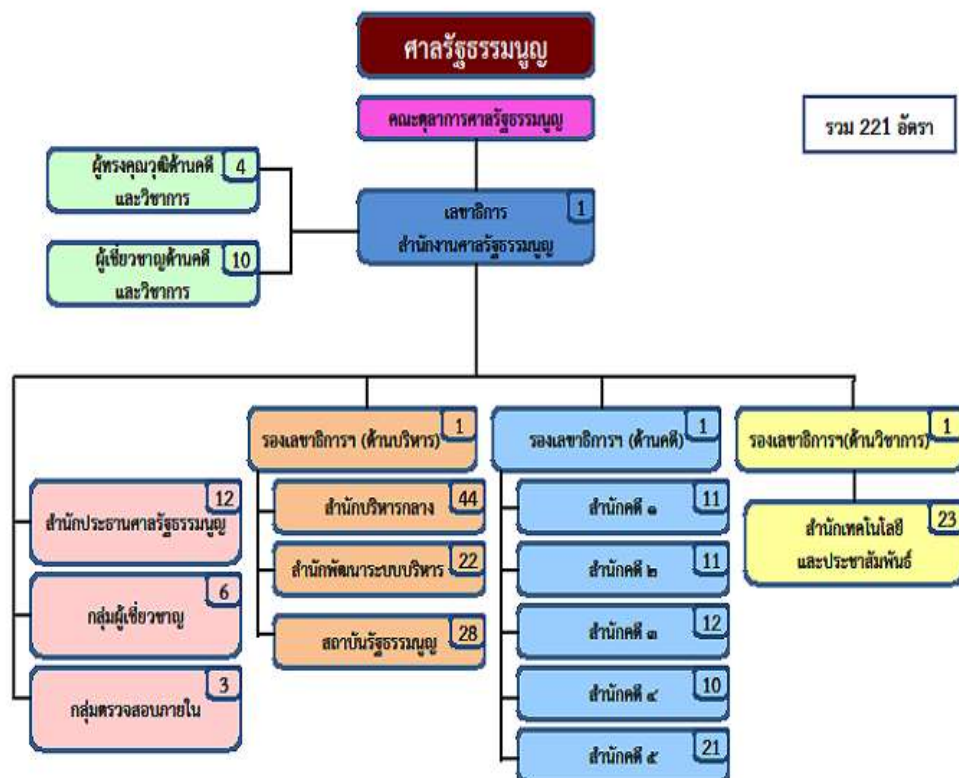 ศาลรัฐธรรมนูญ
คณะตุลาการศาลรัฐธรรมนูญ
รวม 221 อัตรา
ผู้ทรงคุณวุฒิด้านคดี 4
และวิชาการ
เลขาธิการ 1
สำนักงานศาลรัฐธรรมนูญ
ผู้เชี่ยวชาญด้านคดี 10
และวิชาการ
รองเลขาธิการฯ (ด้านบริหาร) 1
รองเลขาธิการฯ (ด้านคดี) 1
รองเลขาธิการฯ(ด้านวิชาการ) 1
สำนักประธานศาลรัฐธรรมนูญ 12
กลุ่มผู้เชี่ยวชาญ 6
กลุ่มตรวจสอบภายใน 3
สำนักบริหารกลาง 44
สำนักพัฒนาระบบบริหาร 22
สถาบันรัฐธรรมนูญ 28
สำนักคดี ๑ 11
สำนักคดี ๒ 11
สำนักคดี ๓ 12
สำนักคดี ๔ 10
สำนักคดี ๕ 21
สำนักเทคโนโลยี 23
และประชาสัมพันธ์